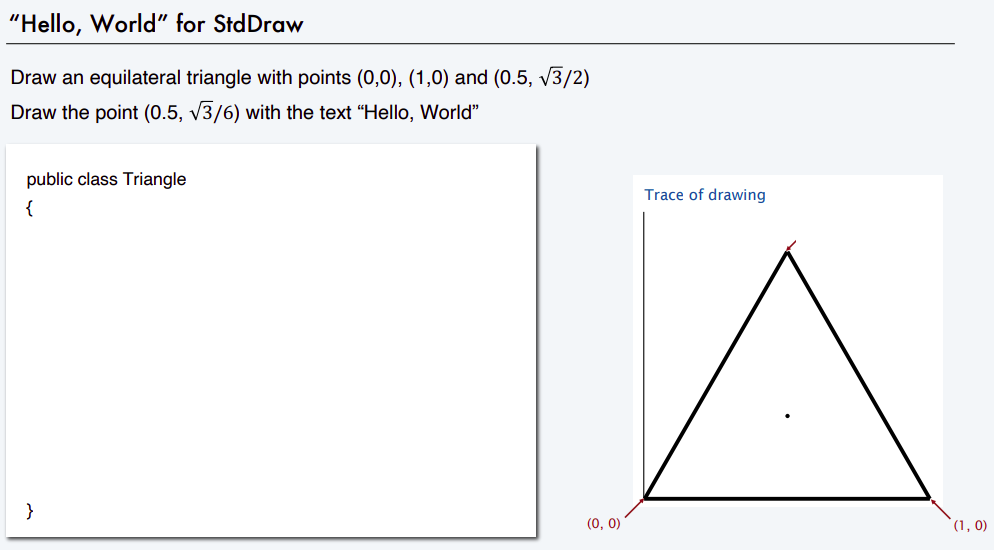 “Hello, World” for StdDraw
Draw an equilateral triangle with points (0,0), (1,0) and (0.5, √3/2)
Draw the point (0.5, √3/6) with the text “Hello, World”
public class Triangle
{
}
Trace of drawing
(0, 0)
(1, 0)